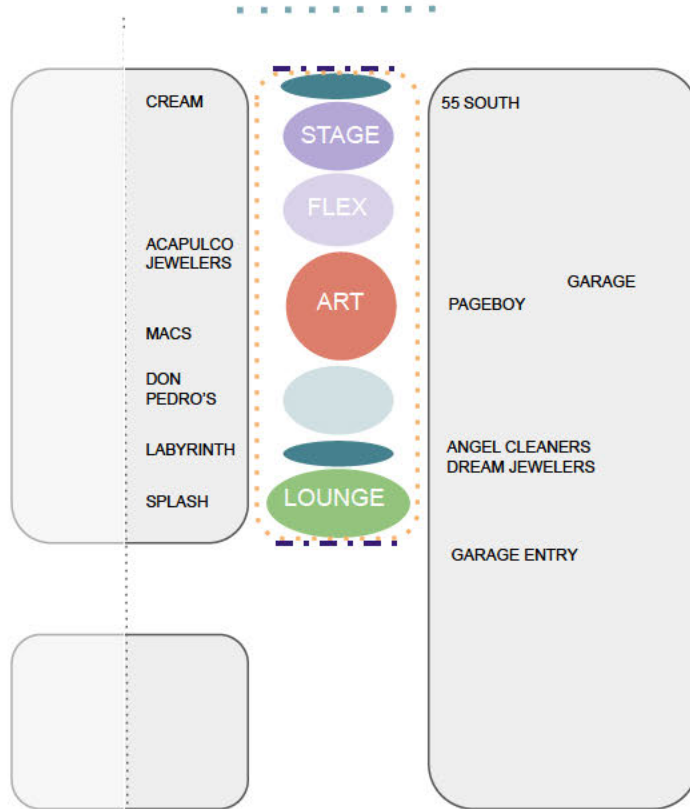 CREAM
55 SOUTH
STAGE
FLEX
ACAPULCO
JEWELERS
GARAGE
ART
PAGEBOY
MACS
DON
PEDRO'S
LABYRINTH
ANGEL CLEANERS
DREAM JEWELERS
SPLASH
LOUNGE
GARAGE ENTRY